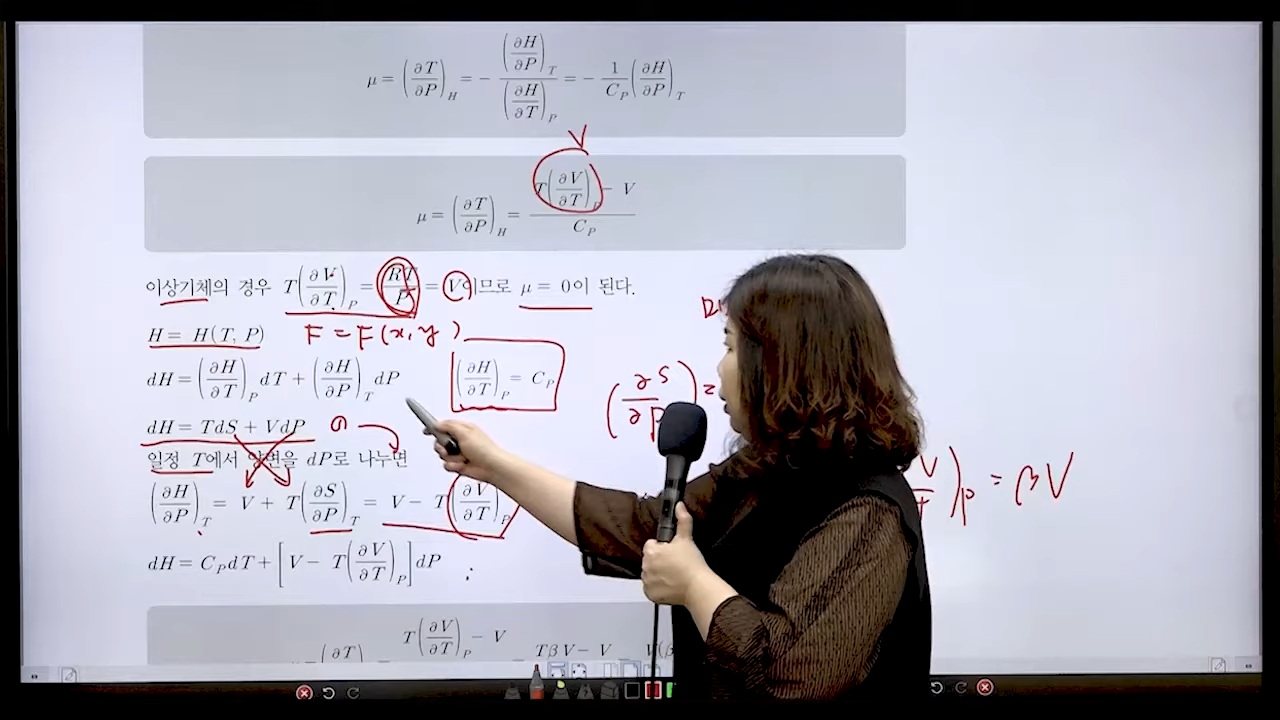 μ = (∂T/∂P)_H = − (∂H/∂P)_T / (∂H/∂T)_P = − 1/C_P (∂H/∂P)_T
V
μ = (∂T/∂P)_H = (T(∂V/∂T)_P − V) / C_P
이상기체의 경우 T(∂V/∂T)_P = RT/P = V이므로 μ = 0이 된다.
H = H(T, P) F = F(x, y)
dH = (∂H/∂T)_P dT + (∂H/∂P)_T dP (∂H/∂T)_P = C_P
(∂S/∂P) =
dH = TdS + VdP
일정 T에서 양변을 dP로 나누면
)_P = βV
(∂H/∂P)_T = V + T(∂S/∂P)_T = V − T(∂V/∂T)_P
dH = C_P dT + [V − T(∂V/∂T)_P] dP
(∂T = T(∂V/∂T)_P − V TβV − V